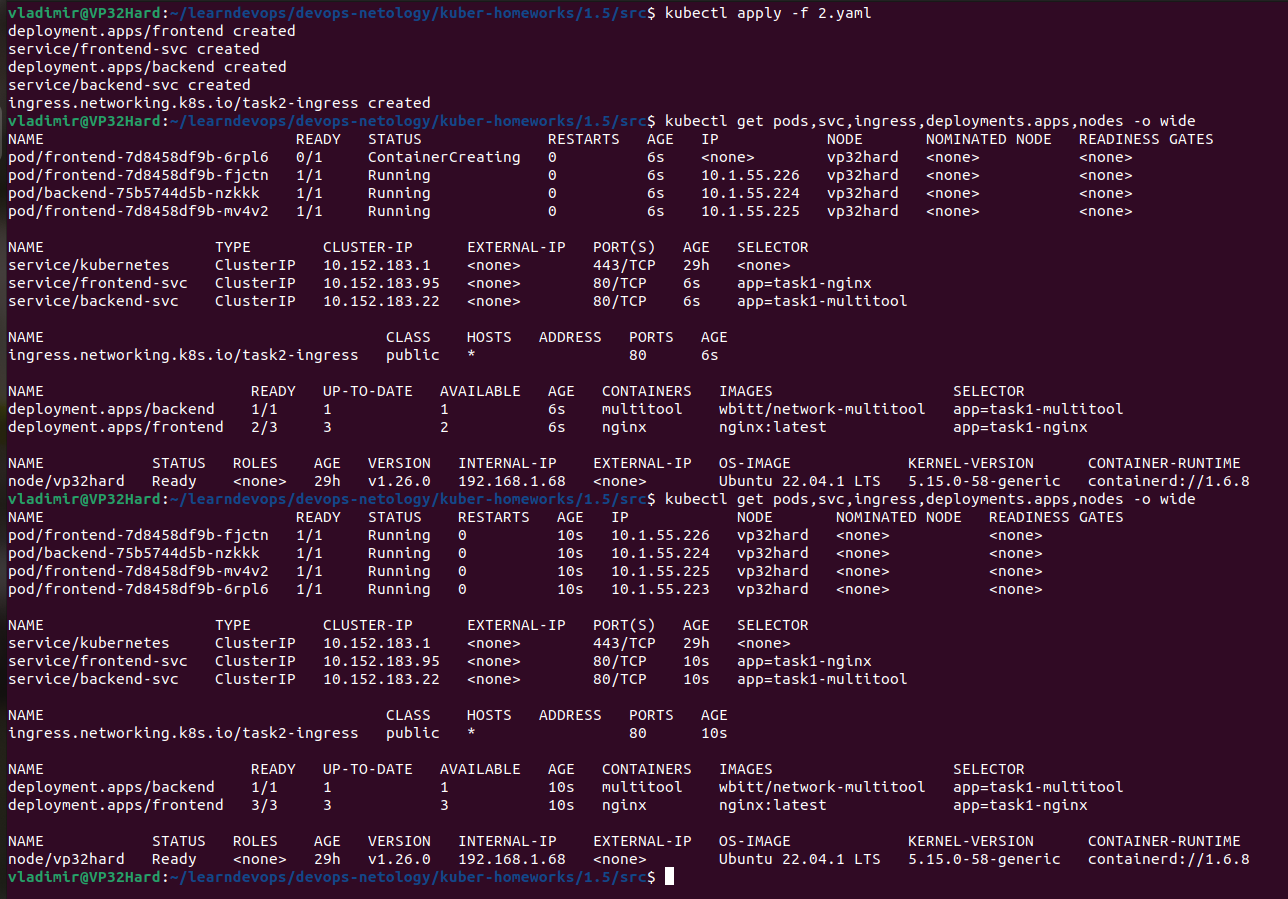 vladimir@VP32Hard:~/learndevops/devops-netology/kuber-homeworks/1.5/src$ kubectl apply -f 2.yaml
deployment.apps/frontend created
service/frontend-svc created
deployment.apps/backend created
service/backend-svc created
ingress.networking.k8s.io/task2-ingress created
vladimir@VP32Hard:~/learndevops/devops-netology/kuber-homeworks/1.5/src$ kubectl get pods,svc,ingress,deployments.apps,nodes -o wide
NAME                            READY   STATUS              RESTARTS   AGE   IP            NODE       NOMINATED NODE   READINESS GATES
pod/frontend-7d8458df9b-6rpl6   0/1     ContainerCreating   0          6s    <none>        vp32hard   <none>           <none>
pod/frontend-7d8458df9b-fjctn   1/1     Running             0          6s    10.1.55.226   vp32hard   <none>           <none>
pod/backend-75b5744d5b-nzkkk    1/1     Running             0          6s    10.1.55.224   vp32hard   <none>           <none>
pod/frontend-7d8458df9b-mv4v2   1/1     Running             0          6s    10.1.55.225   vp32hard   <none>           <none>

NAME                   TYPE        CLUSTER-IP      EXTERNAL-IP   PORT(S)   AGE   SELECTOR
service/kubernetes     ClusterIP   10.152.183.1    <none>        443/TCP   29h   <none>
service/frontend-svc   ClusterIP   10.152.183.95   <none>        80/TCP    6s    app=task1-nginx
service/backend-svc    ClusterIP   10.152.183.22   <none>        80/TCP    6s    app=task1-multitool

NAME                                      CLASS    HOSTS   ADDRESS   PORTS   AGE
ingress.networking.k8s.io/task2-ingress   public   *                 80      6s

NAME                       READY   UP-TO-DATE   AVAILABLE   AGE   CONTAINERS   IMAGES                    SELECTOR
deployment.apps/backend    1/1     1            1           6s    multitool    wbitt/network-multitool   app=task1-multitool
deployment.apps/frontend   2/3     3            2           6s    nginx        nginx:latest              app=task1-nginx

NAME            STATUS   ROLES    AGE   VERSION   INTERNAL-IP    EXTERNAL-IP   OS-IMAGE             KERNEL-VERSION      CONTAINER-RUNTIME
node/vp32hard   Ready    <none>   29h   v1.26.0   192.168.1.68   <none>        Ubuntu 22.04.1 LTS   5.15.0-58-generic   containerd://1.6.8
vladimir@VP32Hard:~/learndevops/devops-netology/kuber-homeworks/1.5/src$ kubectl get pods,svc,ingress,deployments.apps,nodes -o wide
NAME                            READY   STATUS    RESTARTS   AGE   IP            NODE       NOMINATED NODE   READINESS GATES
pod/frontend-7d8458df9b-fjctn   1/1     Running   0          10s   10.1.55.226   vp32hard   <none>           <none>
pod/backend-75b5744d5b-nzkkk    1/1     Running   0          10s   10.1.55.224   vp32hard   <none>           <none>
pod/frontend-7d8458df9b-mv4v2   1/1     Running   0          10s   10.1.55.225   vp32hard   <none>           <none>
pod/frontend-7d8458df9b-6rpl6   1/1     Running   0          10s   10.1.55.223   vp32hard   <none>           <none>

NAME                   TYPE        CLUSTER-IP      EXTERNAL-IP   PORT(S)   AGE   SELECTOR
service/kubernetes     ClusterIP   10.152.183.1    <none>        443/TCP   29h   <none>
service/frontend-svc   ClusterIP   10.152.183.95   <none>        80/TCP    10s   app=task1-nginx
service/backend-svc    ClusterIP   10.152.183.22   <none>        80/TCP    10s   app=task1-multitool

NAME                                      CLASS    HOSTS   ADDRESS   PORTS   AGE
ingress.networking.k8s.io/task2-ingress   public   *                 80      10s

NAME                       READY   UP-TO-DATE   AVAILABLE   AGE   CONTAINERS   IMAGES                    SELECTOR
deployment.apps/backend    1/1     1            1           10s   multitool    wbitt/network-multitool   app=task1-multitool
deployment.apps/frontend   3/3     3            3           10s   nginx        nginx:latest              app=task1-nginx

NAME            STATUS   ROLES    AGE   VERSION   INTERNAL-IP    EXTERNAL-IP   OS-IMAGE             KERNEL-VERSION      CONTAINER-RUNTIME
node/vp32hard   Ready    <none>   29h   v1.26.0   192.168.1.68   <none>        Ubuntu 22.04.1 LTS   5.15.0-58-generic   containerd://1.6.8
vladimir@VP32Hard:~/learndevops/devops-netology/kuber-homeworks/1.5/src$